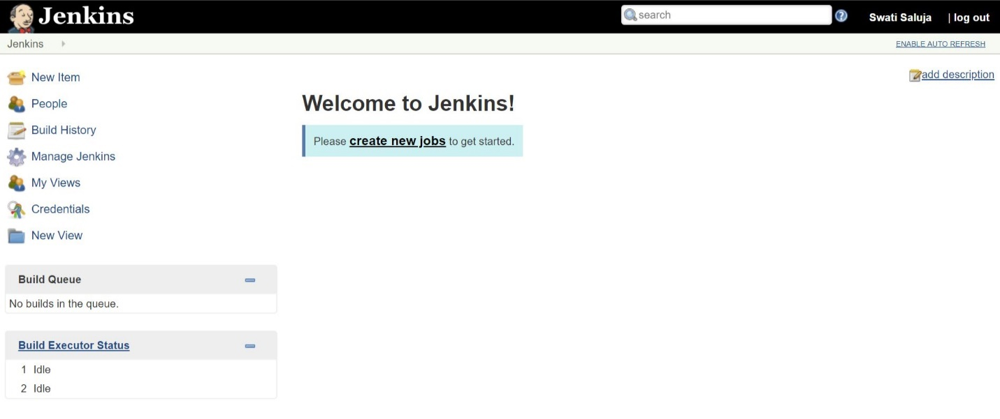 Jenkins
search
Swati Saluja | log out
Jenkins
ENABLE AUTO REFRESH
New Item
People
Build History
Manage Jenkins
My Views
Credentials
New View
Build Queue
No builds in the queue.
Build Executor Status
1 Idle
2 Idle
add description
Welcome to Jenkins!
Please create new jobs to get started.